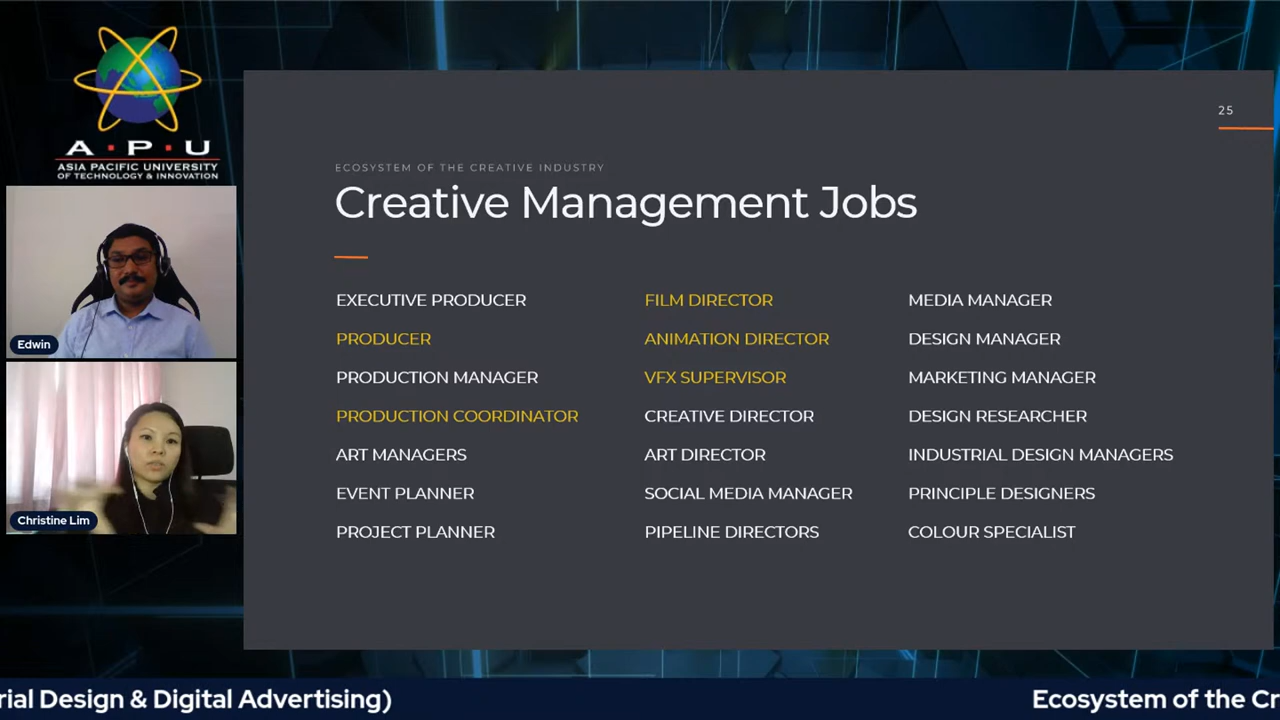 A·P·U
ASIA PACIFIC UNIVERSITY
OF TECHNOLOGY & INNOVATION
Edwin
Christine Lim
25
ECOSYSTEM OF THE CREATIVE INDUSTRY
Creative Management Jobs
EXECUTIVE PRODUCER
PRODUCER
PRODUCTION MANAGER
PRODUCTION COORDINATOR
ART MANAGERS
EVENT PLANNER
PROJECT PLANNER
FILM DIRECTOR
ANIMATION DIRECTOR
VFX SUPERVISOR
CREATIVE DIRECTOR
ART DIRECTOR
SOCIAL MEDIA MANAGER
PIPELINE DIRECTORS
MEDIA MANAGER
DESIGN MANAGER
MARKETING MANAGER
DESIGN RESEARCHER
INDUSTRIAL DESIGN MANAGERS
PRINCIPLE DESIGNERS
COLOUR SPECIALIST
rial Design & Digital Advertising)
Ecosystem of the Cr